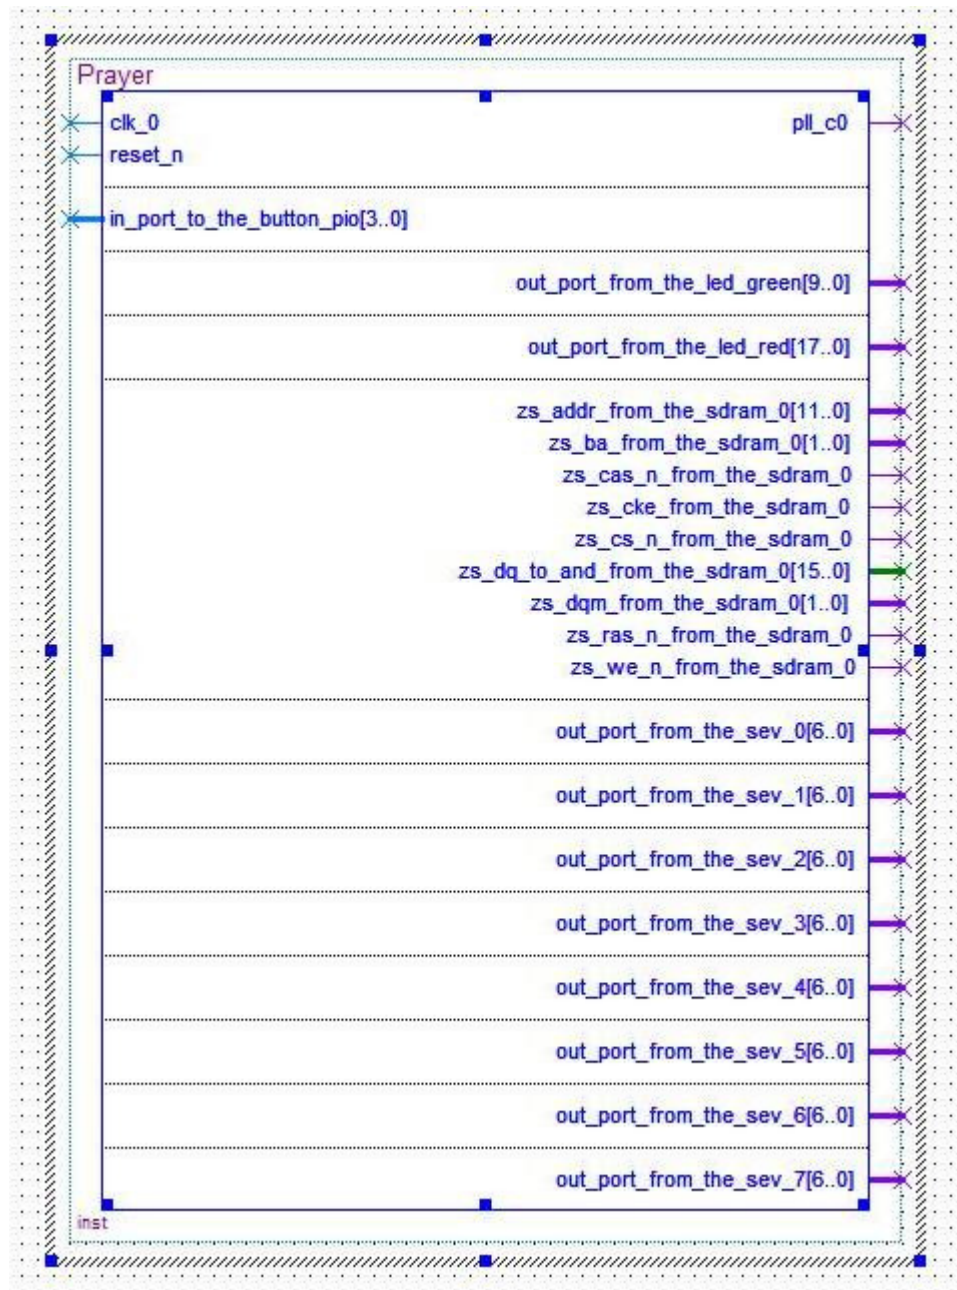 Prayer
clk_0 pll_c0
reset_n
in_port_to_the_button_pio[3..0]
out_port_from_the_led_green[9..0]
out_port_from_the_led_red[17..0]
zs_addr_from_the_sdram_0[11..0]
zs_ba_from_the_sdram_0[1..0]
zs_cas_n_from_the_sdram_0
zs_cke_from_the_sdram_0
zs_cs_n_from_the_sdram_0
zs_dq_to_and_from_the_sdram_0[15..0]
zs_dqm_from_the_sdram_0[1..0]
zs_ras_n_from_the_sdram_0
zs_we_n_from_the_sdram_0
out_port_from_the_sev_0[6..0]
out_port_from_the_sev_1[6..0]
out_port_from_the_sev_2[6..0]
out_port_from_the_sev_3[6..0]
out_port_from_the_sev_4[6..0]
out_port_from_the_sev_5[6..0]
out_port_from_the_sev_6[6..0]
out_port_from_the_sev_7[6..0]
inst